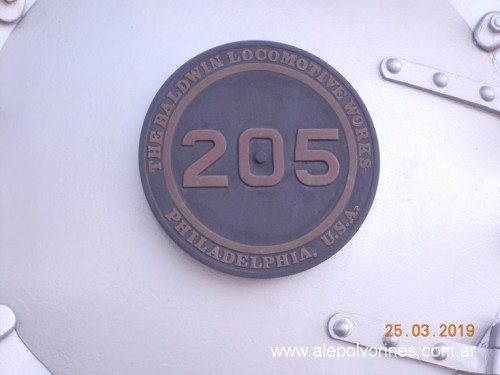 THE BALDWIN LOCOMOTIVE WORKS
205
PHILADELPHIA, U.S.A.
25.03.2019
www.alepolvorines.com.ar